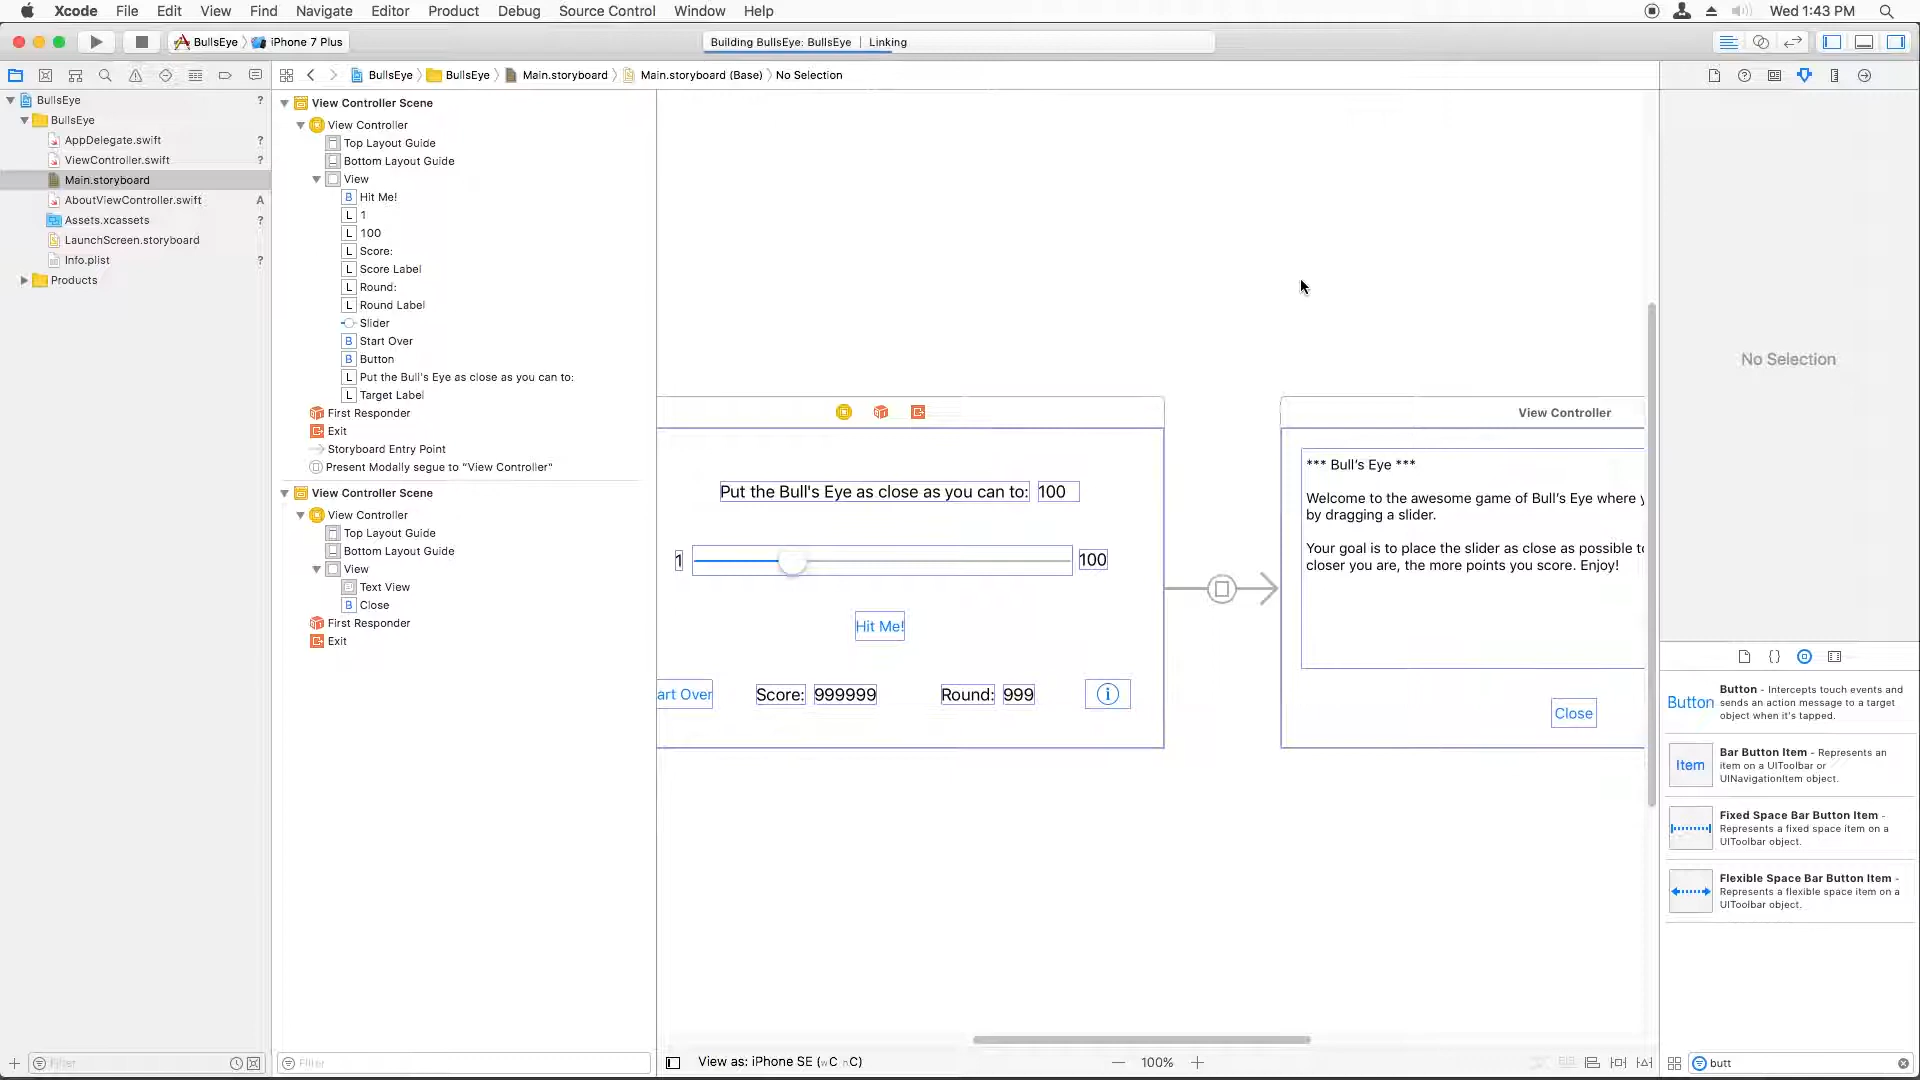 Xcode File Edit View Find Navigate Editor Product Debug Source Control Window Help Wed 1:43 PM
BullsEye iPhone 7 Plus Building BullsEye: BullsEye | Linking
BullsEye BullsEye Main.storyboard Main.storyboard (Base) No Selection
BullsEye ?
BullsEye
AppDelegate.swift ?
ViewController.swift ?
Main.storyboard
AboutViewController.swift A
Assets.xcassets ?
LaunchScreen.storyboard
Info.plist ?
Products
Filter
View Controller Scene
View Controller
Top Layout Guide
Bottom Layout Guide
View
B Hit Me!
L 1
L 100
L Score:
L Score Label
L Round:
L Round Label
Slider
B Start Over
B Button
L Put the Bull's Eye as close as you can to:
L Target Label
First Responder
Exit
Storyboard Entry Point
Present Modally segue to "View Controller"
View Controller Scene
View Controller
Top Layout Guide
Bottom Layout Guide
View
Text View
B Close
First Responder
Exit
Filter
Put the Bull's Eye as close as you can to: 100
1 100
Hit Me!
art Over Score: 999999 Round: 999
View Controller
*** Bull's Eye ***
Welcome to the awesome game of Bull's Eye where y
by dragging a slider.
Your goal is to place the slider as close as possible to
closer you are, the more points you score. Enjoy!
Close
View as: iPhone SE (wC hC) 100%
No Selection
Button Button - Intercepts touch events and
sends an action message to a target
object when it's tapped.
Item Bar Button Item - Represents an
item on a UIToolbar or
UINavigationItem object.
Fixed Space Bar Button Item -
Represents a fixed space item on a
UIToolbar object.
Flexible Space Bar Button Item -
Represents a flexible space item on a
UIToolbar object.
butt